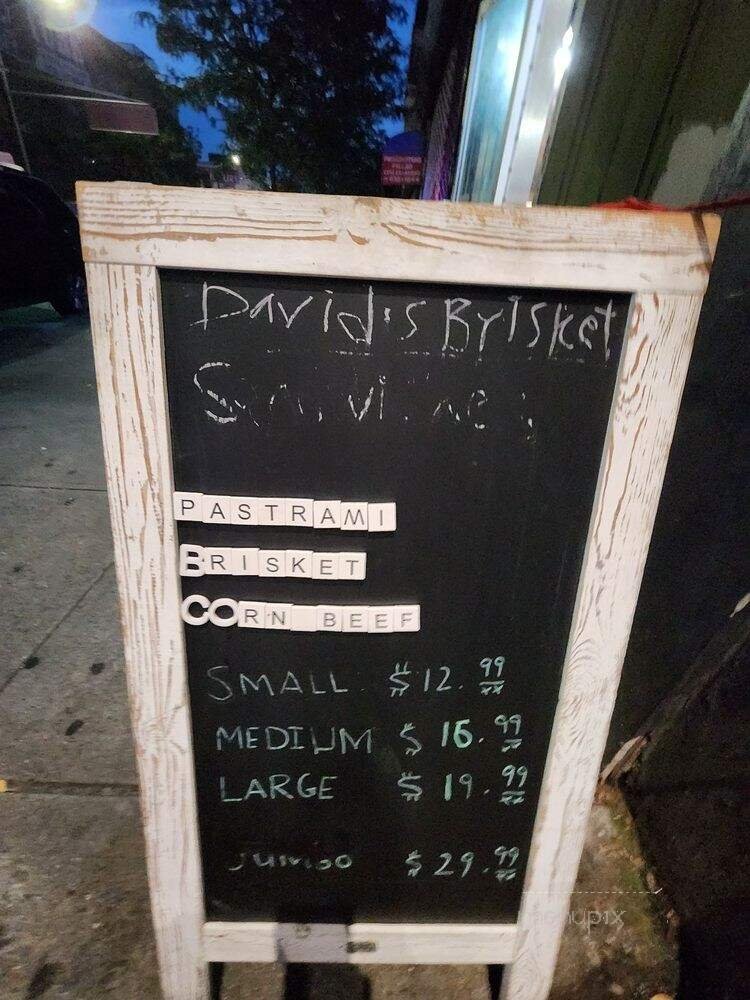 David's Brisket
PASTRAMI
BRISKET
CORN BEEF
SMALL $12.99
MEDIUM $16.99
LARGE $19.99
Jumbo $29.99